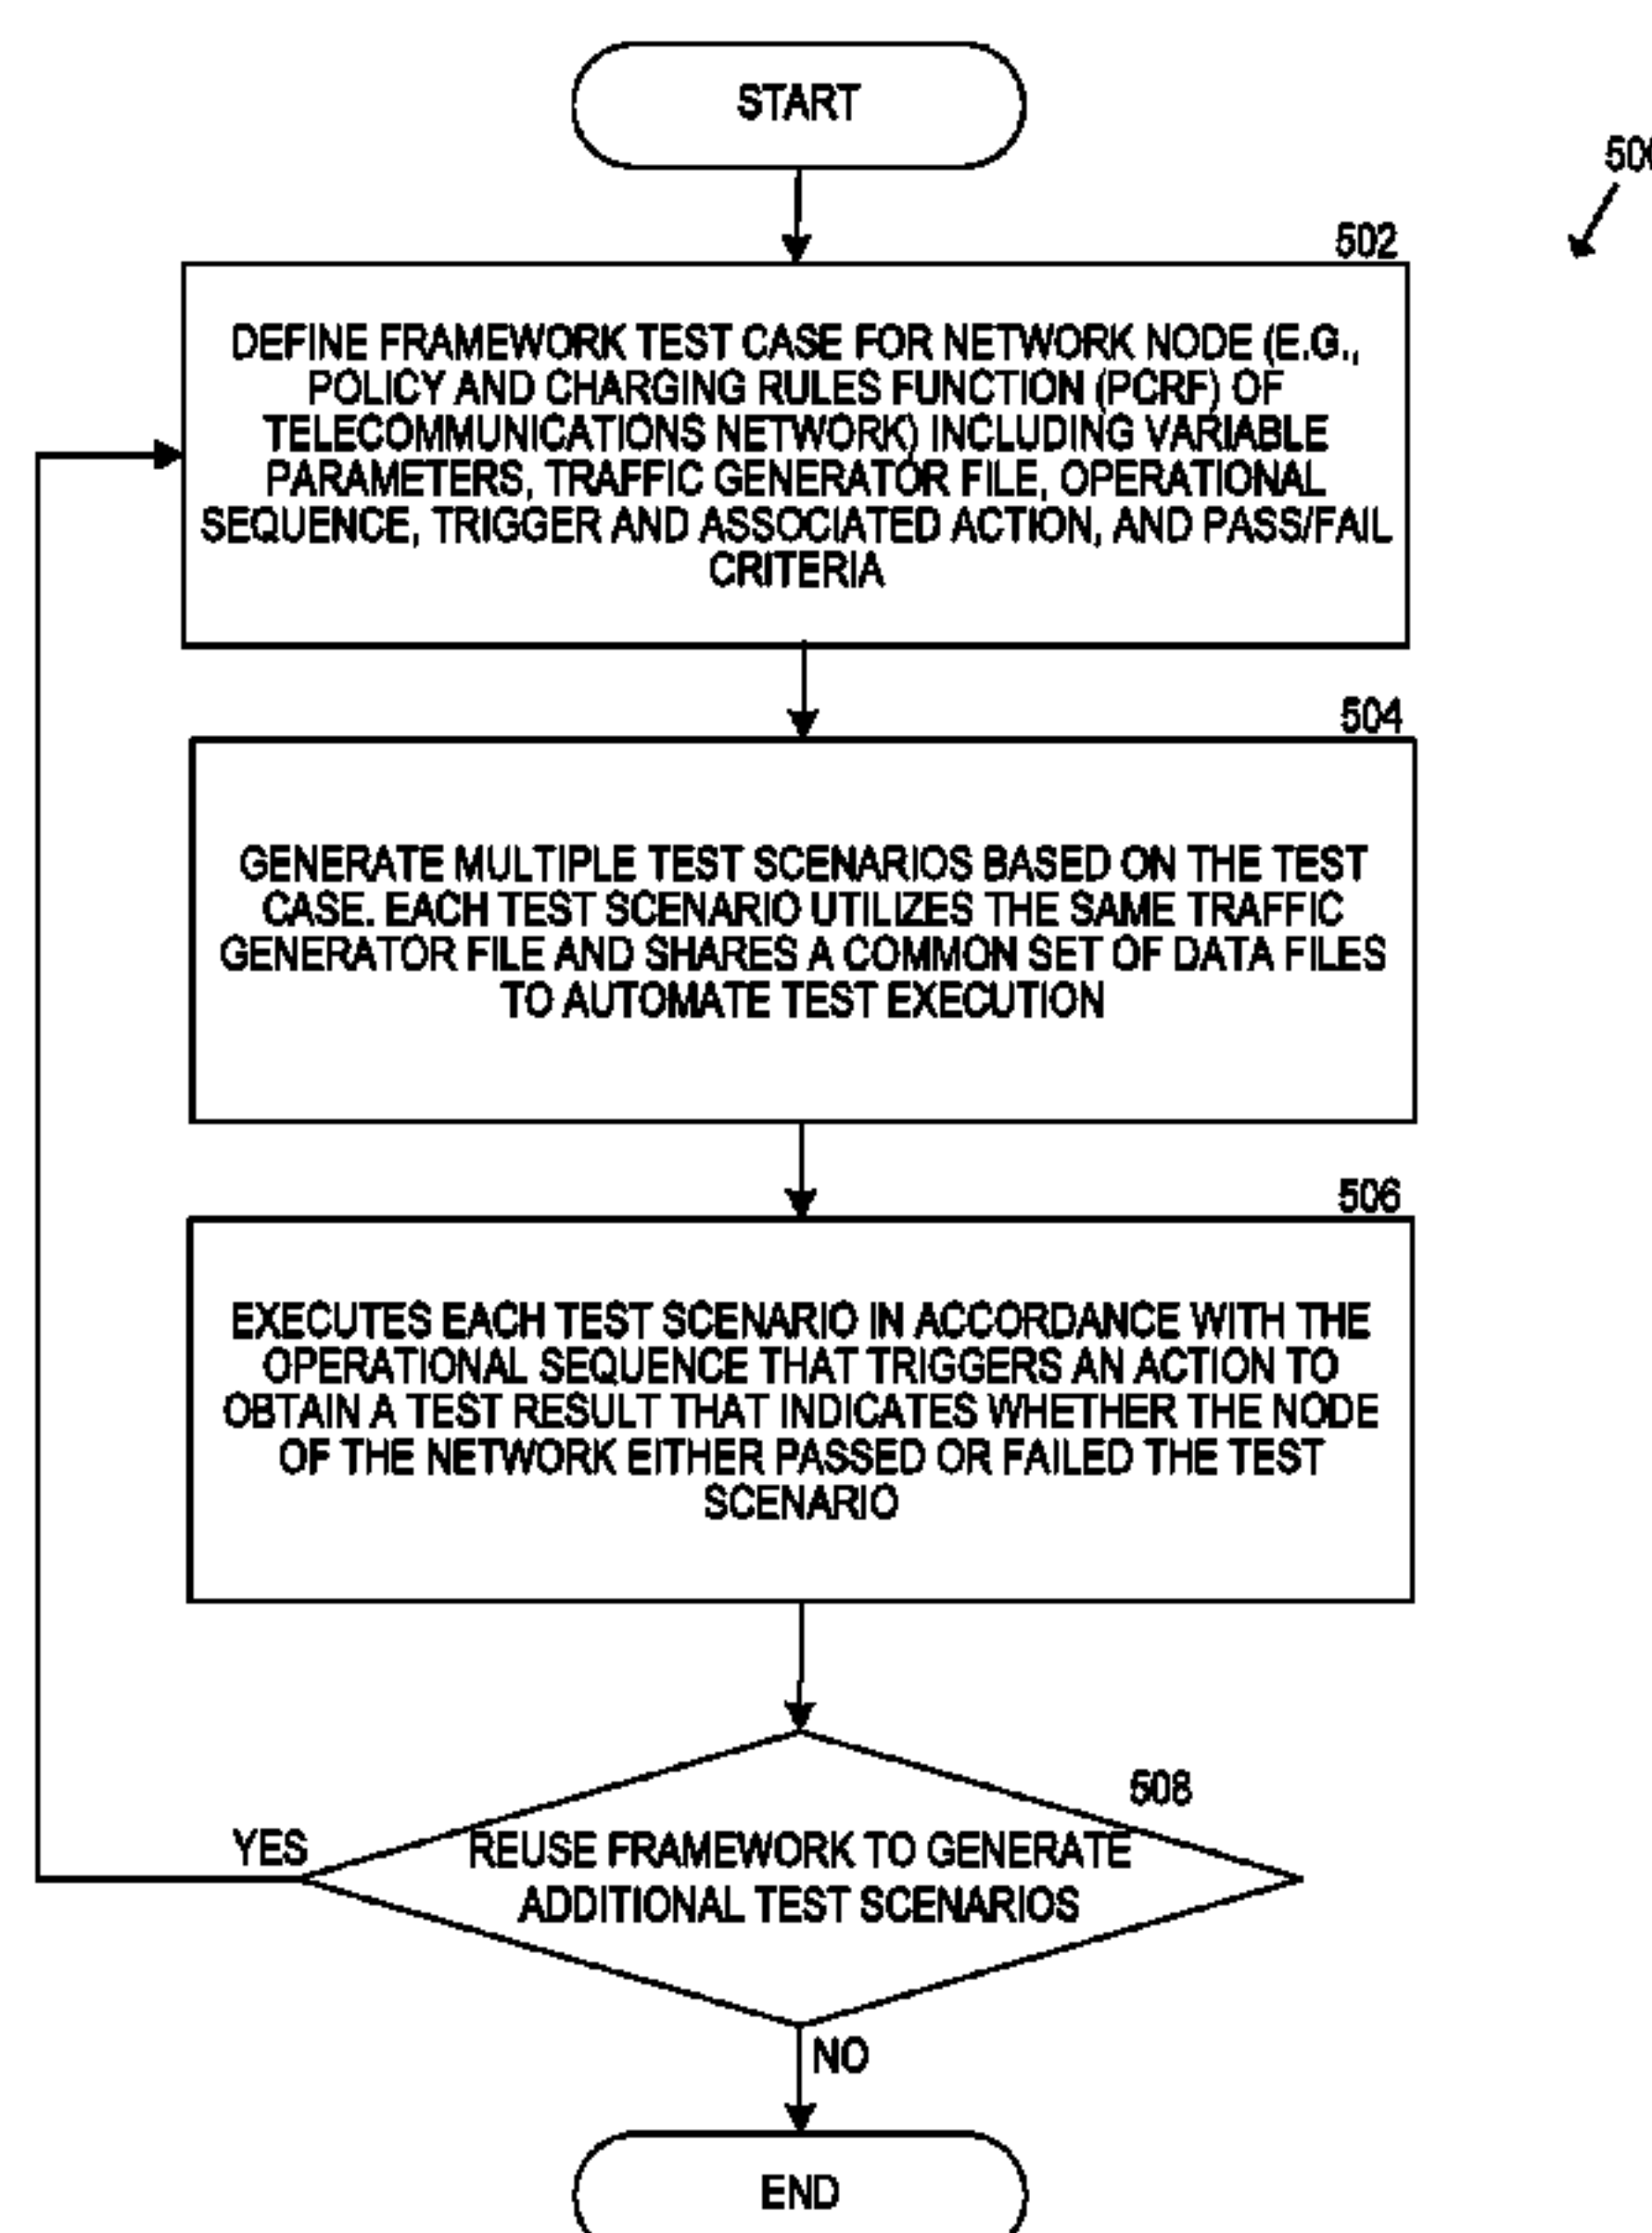 START
502
DEFINE FRAMEWORK TEST CASE FOR NETWORK NODE (E.G.,
POLICY AND CHARGING RULES FUNCTION (PCRF) OF
TELECOMMUNICATIONS NETWORK) INCLUDING VARIABLE
PARAMETERS, TRAFFIC GENERATOR FILE, OPERATIONAL
SEQUENCE, TRIGGER AND ASSOCIATED ACTION, AND PASS/FAIL
CRITERIA
504
GENERATE MULTIPLE TEST SCENARIOS BASED ON THE TEST
CASE. EACH TEST SCENARIO UTILIZES THE SAME TRAFFIC
GENERATOR FILE AND SHARES A COMMON SET OF DATA FILES
TO AUTOMATE TEST EXECUTION
506
EXECUTES EACH TEST SCENARIO IN ACCORDANCE WITH THE
OPERATIONAL SEQUENCE THAT TRIGGERS AN ACTION TO
OBTAIN A TEST RESULT THAT INDICATES WHETHER THE NODE
OF THE NETWORK EITHER PASSED OR FAILED THE TEST
SCENARIO
508
YES
REUSE FRAMEWORK TO GENERATE
ADDITIONAL TEST SCENARIOS
NO
END